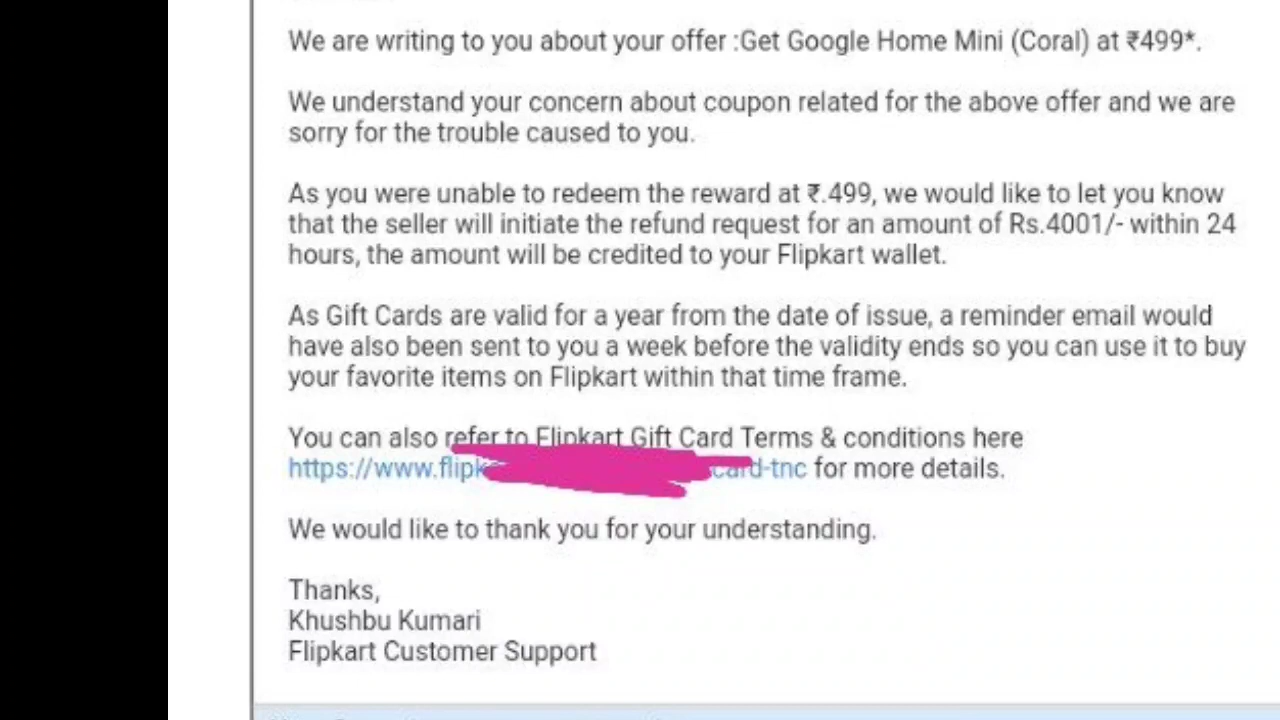 We are writing to you about your offer :Get Google Home Mini (Coral) at ₹499*.
We understand your concern about coupon related for the above offer and we are
sorry for the trouble caused to you.
As you were unable to redeem the reward at ₹.499, we would like to let you know
that the seller will initiate the refund request for an amount of Rs.4001/- within 24
hours, the amount will be credited to your Flipkart wallet.
As Gift Cards are valid for a year from the date of issue, a reminder email would
have also been sent to you a week before the validity ends so you can use it to buy
your favorite items on Flipkart within that time frame.
You can also refer to Flipkart Gift Card Terms & conditions here
https://www.flipk card-tnc for more details.
We would like to thank you for your understanding.
Thanks,
Khushbu Kumari
Flipkart Customer Support